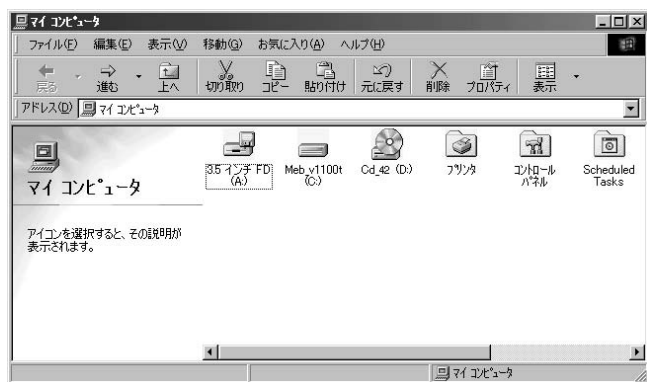 マイ コンピュータ
ファイル(F) 編集(E) 表示(V) 移動(G) お気に入り(A) ヘルプ(H)
戻る 進む 上へ 切り取り コピー 貼り付け 元に戻す 削除 プロパティ 表示
アドレス(D) マイ コンピュータ
マイ コンピュータ
アイコンを選択すると、その説明が
表示されます。
3.5 インチ FD
(A:)
Meb_v1100t
(C:)
Cd_42 (D:)
プリンタ
コントロール
パネル
Scheduled
Tasks
マイ コンピュータ